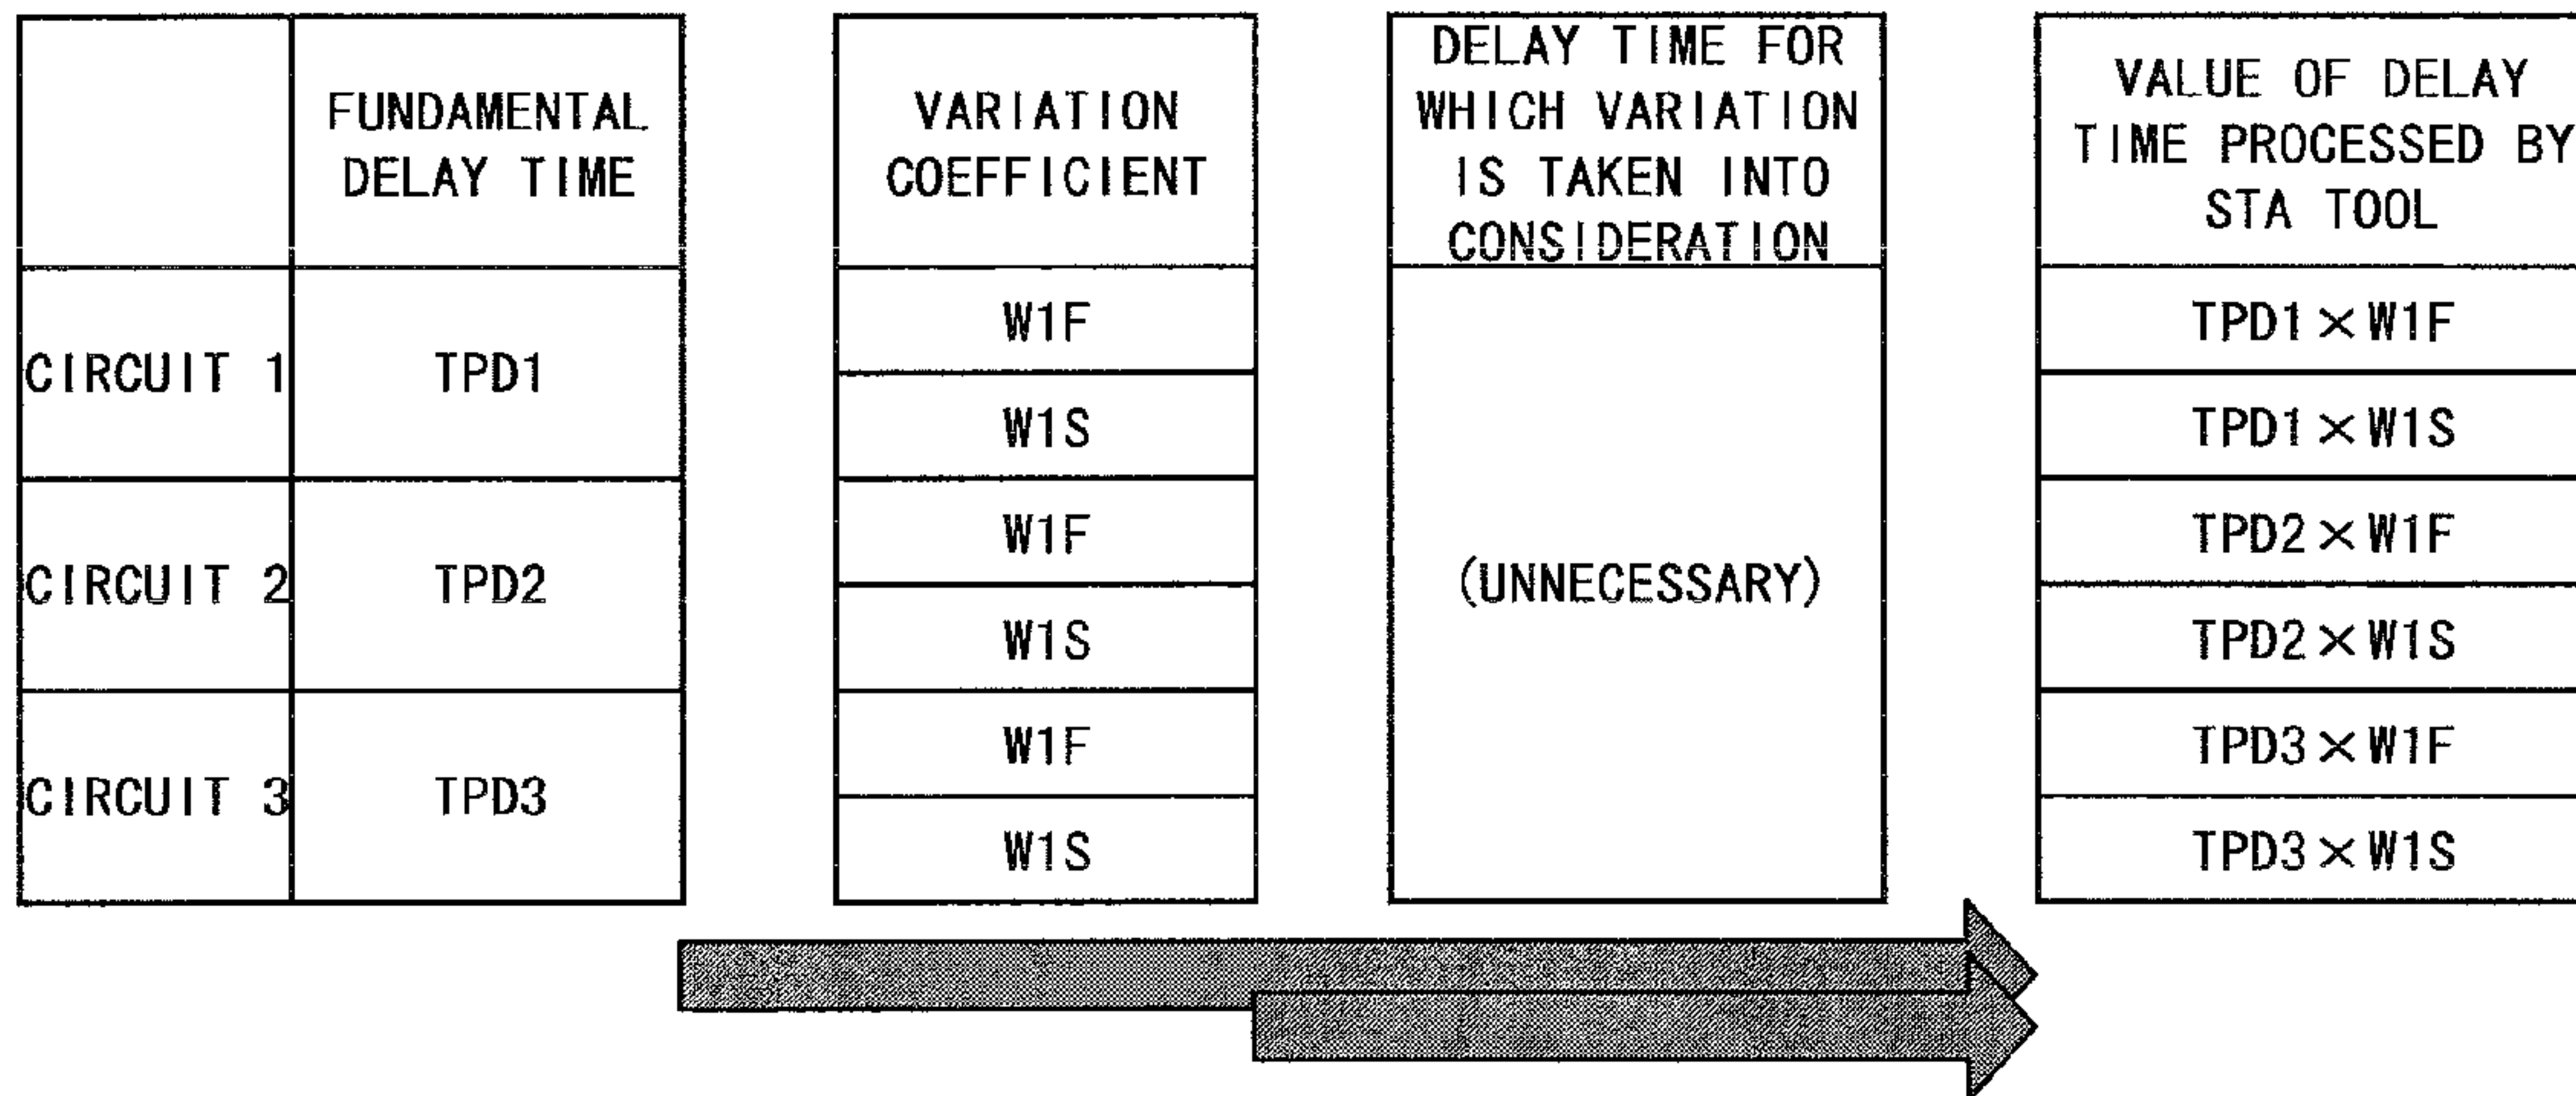 FUNDAMENTAL
DELAY TIME
VARIATION
COEFFICIENT
DELAY TIME FOR
WHICH VARIATION
IS TAKEN INTO
CONSIDERATION
VALUE OF DELAY
TIME PROCESSED BY
STA TOOL
CIRCUIT 1
TPD1
W1F
W1S
TPD1×W1F
TPD1×W1S
CIRCUIT 2
TPD2
W1F
W1S
(UNNECESSARY)
TPD2×W1F
TPD2×W1S
CIRCUIT 3
TPD3
W1F
W1S
TPD3×W1F
TPD3×W1S